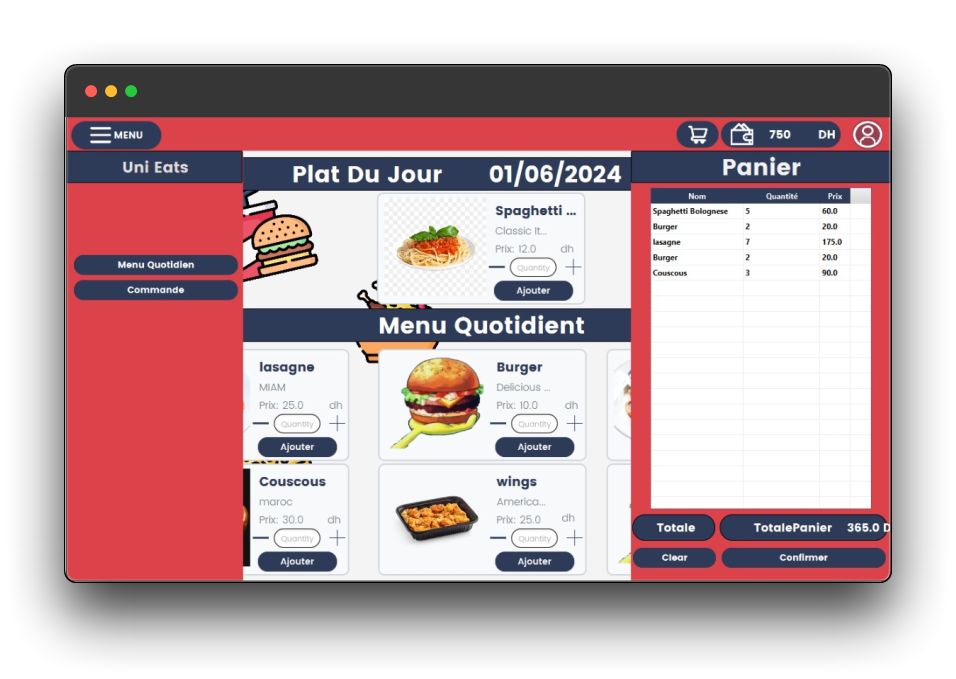 MENU
750 DH
Uni Eats
Menu Quotidien
Commande
Plat Du Jour 01/06/2024
Spaghetti ...
Classic It...
Prix: 12.0 dh
Quantity
Ajouter
Menu Quotidient
lasagne
MIAM
Prix: 25.0 dh
Quantity
Ajouter
Burger
Delicious ...
Prix: 10.0 dh
Quantity
Ajouter
Couscous
maroc
Prix: 30.0 dh
Quantity
Ajouter
wings
America...
Prix: 25.0 dh
Quantity
Ajouter
Panier
Nom Quantité Prix
Spaghetti Bolognese 5 60.0
Burger 2 20.0
lasagne 7 175.0
Burger 2 20.0
Couscous 3 90.0
Totale TotalePanier 365.0 D
Clear Confirmer